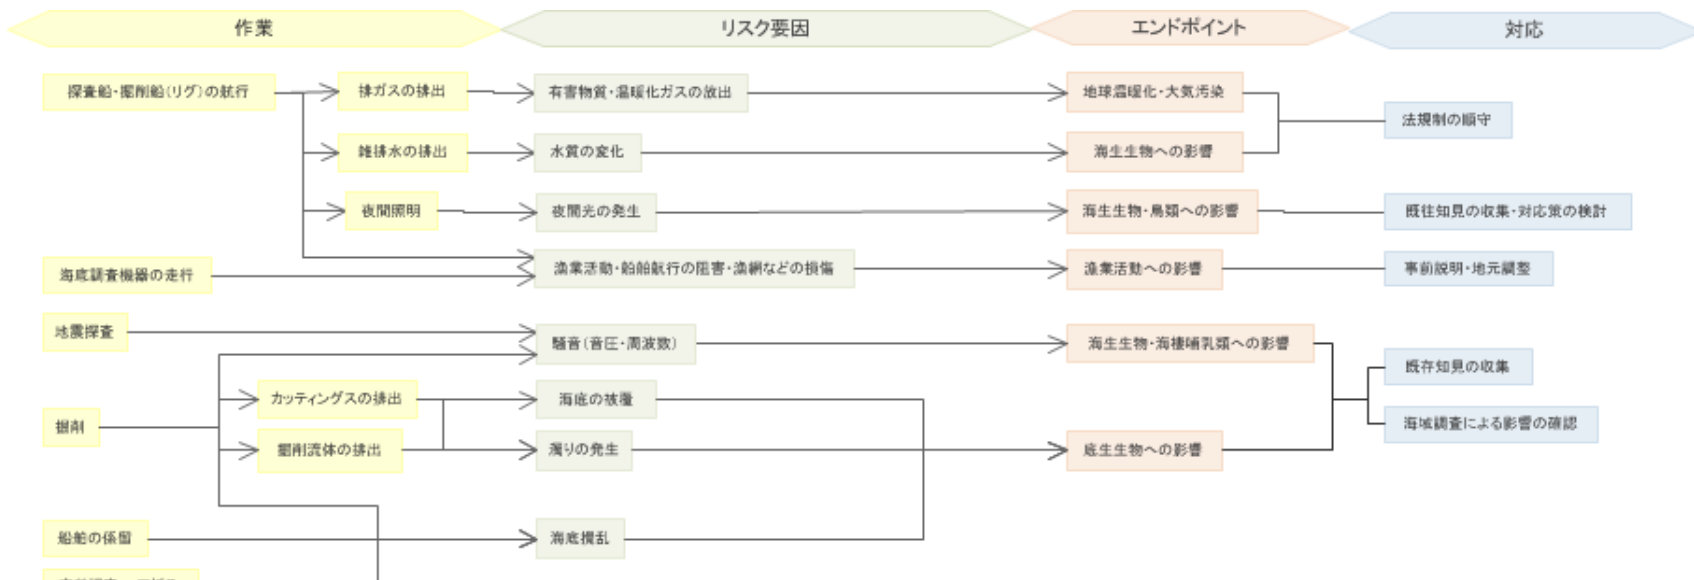 作業
リスク要因
エンドポイント
対応
探査船・掘削船(リグ)の航行
排ガスの排出
有害物質・温暖化ガスの放出
地球温暖化・大気汚染
法規制の順守
雑排水の排出
水質の変化
海生生物への影響
夜間照明
夜間光の発生
海生生物・鳥類への影響
既往知見の収集・対応策の検討
海底調査機器の走行
漁業活動・船舶航行の阻害・漁網などの損傷
漁業活動への影響
事前説明・地元調整
地震探査
騒音(音圧・周波数)
海生生物・海棲哺乳類への影響
既存知見の収集
カッティングスの排出
海底の被覆
海域調査による影響の確認
掘削
掘削流体の排出
濁りの発生
底生生物への影響
船舶の係留
海底攪乱